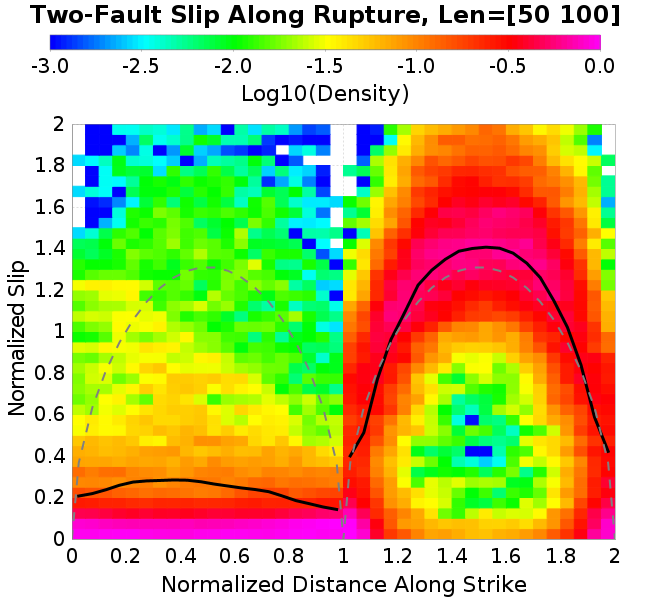 Two-Fault Slip Along Rupture, Len=[50 100]
-3.0 -2.5 -2.0 -1.5 -1.0 -0.5 0.0
Log10(Density)
Normalized Slip
2
1.8
1.6
1.4
1.2
1
0.8
0.6
0.4
0.2
0
0 0.2 0.4 0.6 0.8 1 1.2 1.4 1.6 1.8 2
Normalized Distance Along Strike